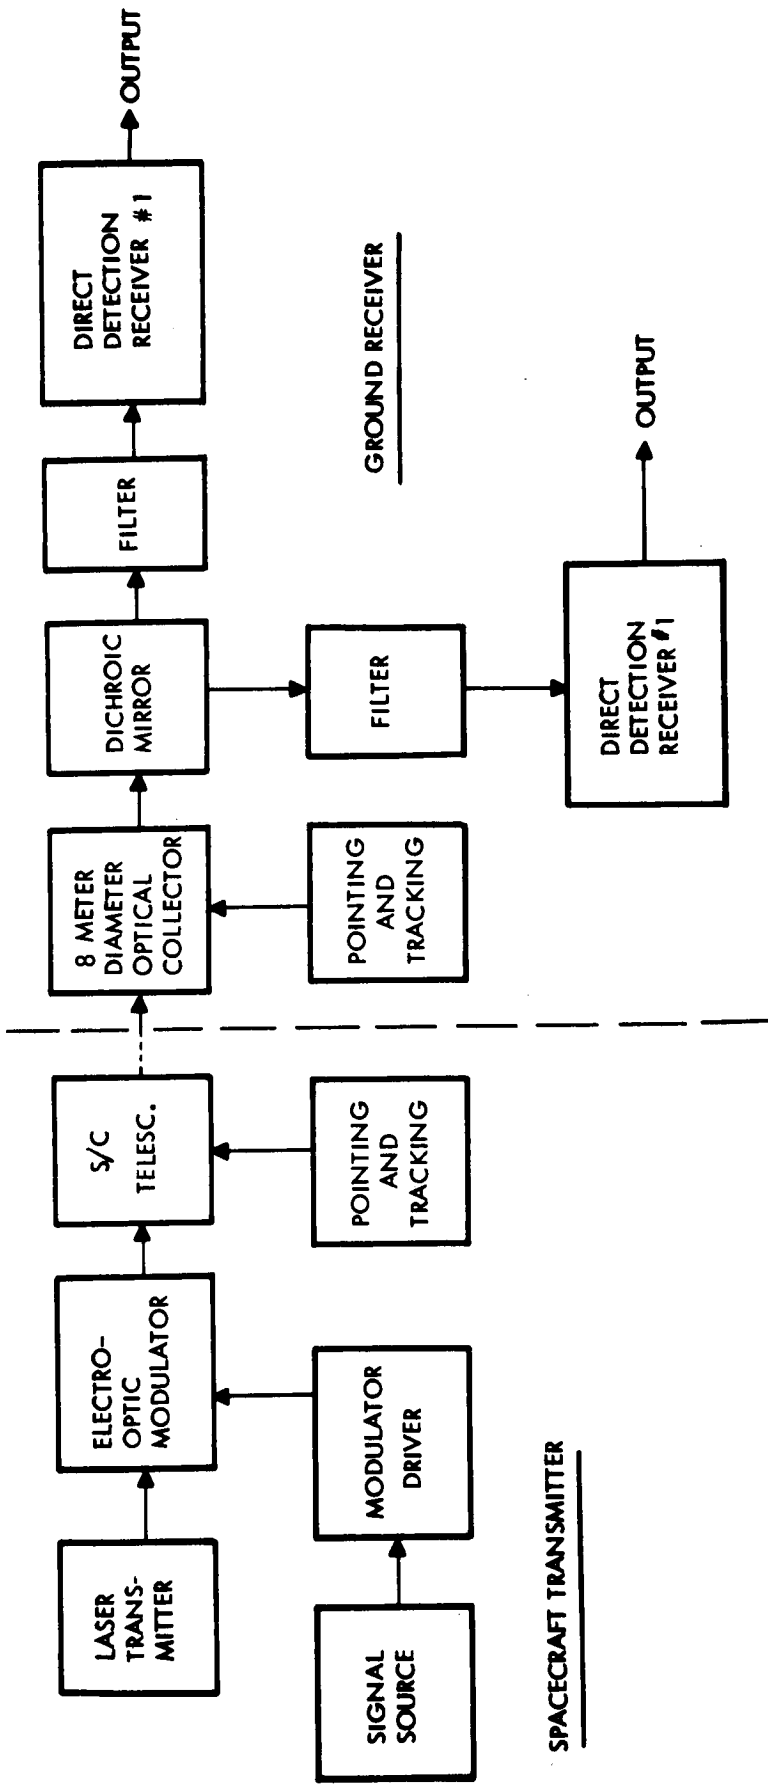 LASER
TRANS-
MITTER
ELECTRO-
OPTIC
MODULATOR
S/C
TELESC.
8 METER
DIAMETER
OPTICAL
COLLECTOR
DICHROIC
MIRROR
FILTER
DIRECT
DETECTION
RECEIVER #1
OUTPUT
SIGNAL
SOURCE
MODULATOR
DRIVER
POINTING
AND
TRACKING
POINTING
AND
TRACKING
FILTER
GROUND RECEIVER
SPACECRAFT TRANSMITTER
DIRECT
DETECTION
RECEIVER #1
OUTPUT